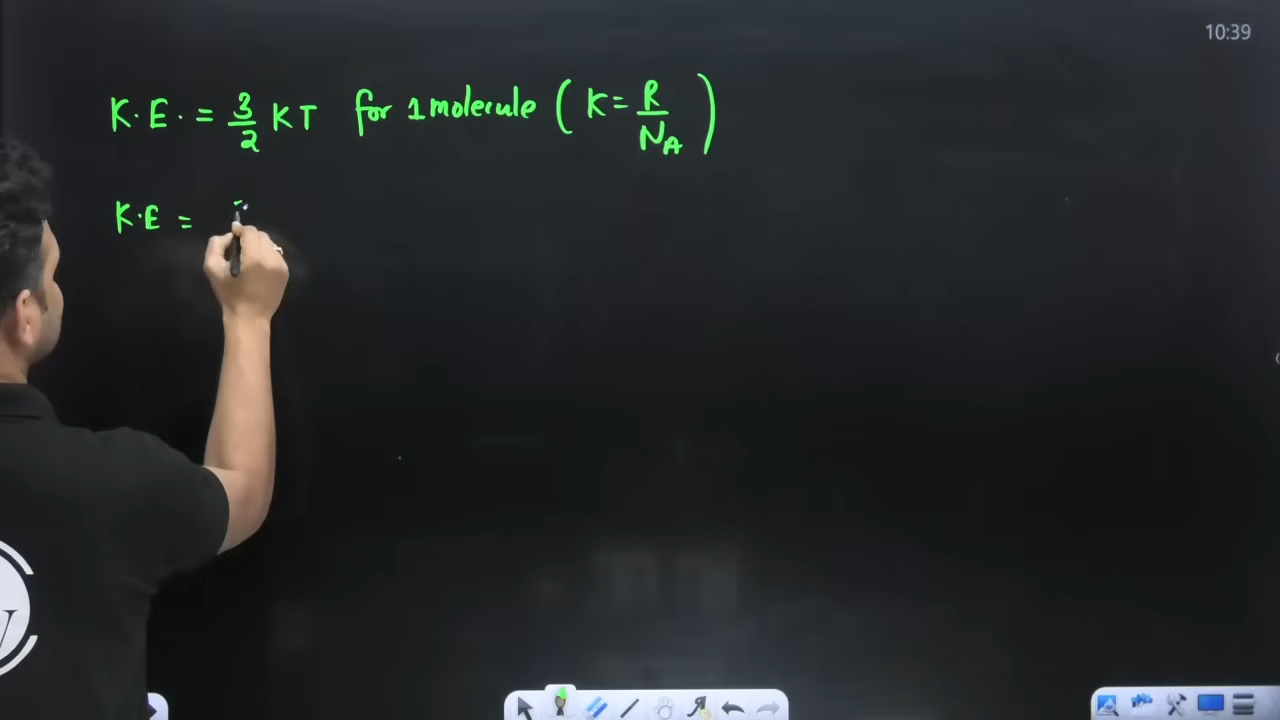 10:39
K.E. = 3/2 KT for 1 molecule ( K = R/N_A )
K.E =